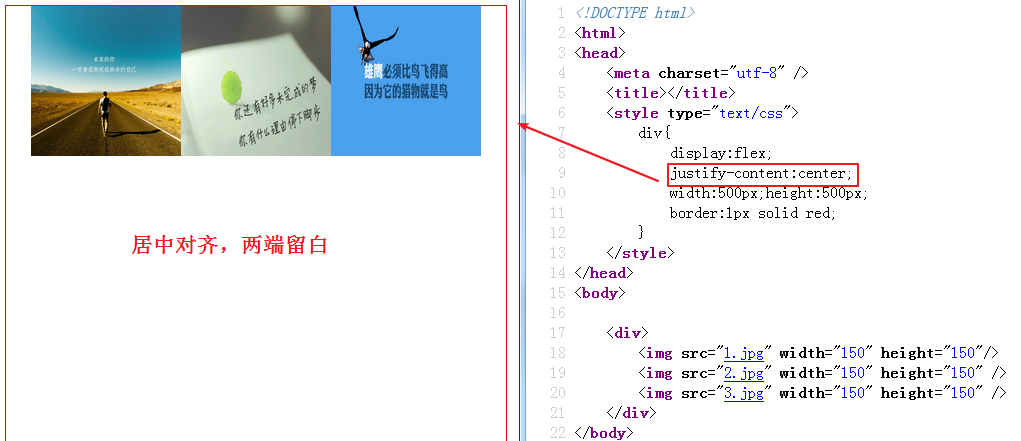 未来的你
一定会感谢现在拼命的自己
你还有好多未完成的梦
你有什么理由停下脚步
雄鹰必须比鸟飞得高
因为它的猎物就是鸟
居中对齐，两端留白
1 <!DOCTYPE html>
2 <html>
3 <head>
4 <meta charset="utf-8" />
5 <title></title>
6 <style type="text/css">
7 div{
8 display:flex;
9 justify-content:center;
10 width:500px;height:500px;
11 border:1px solid red;
12 }
13 </style>
14 </head>
15 <body>
16
17 <div>
18 <img src="1.jpg" width="150" height="150"/>
19 <img src="2.jpg" width="150" height="150" />
20 <img src="3.jpg" width="150" height="150" />
21 </div>
22 </body>